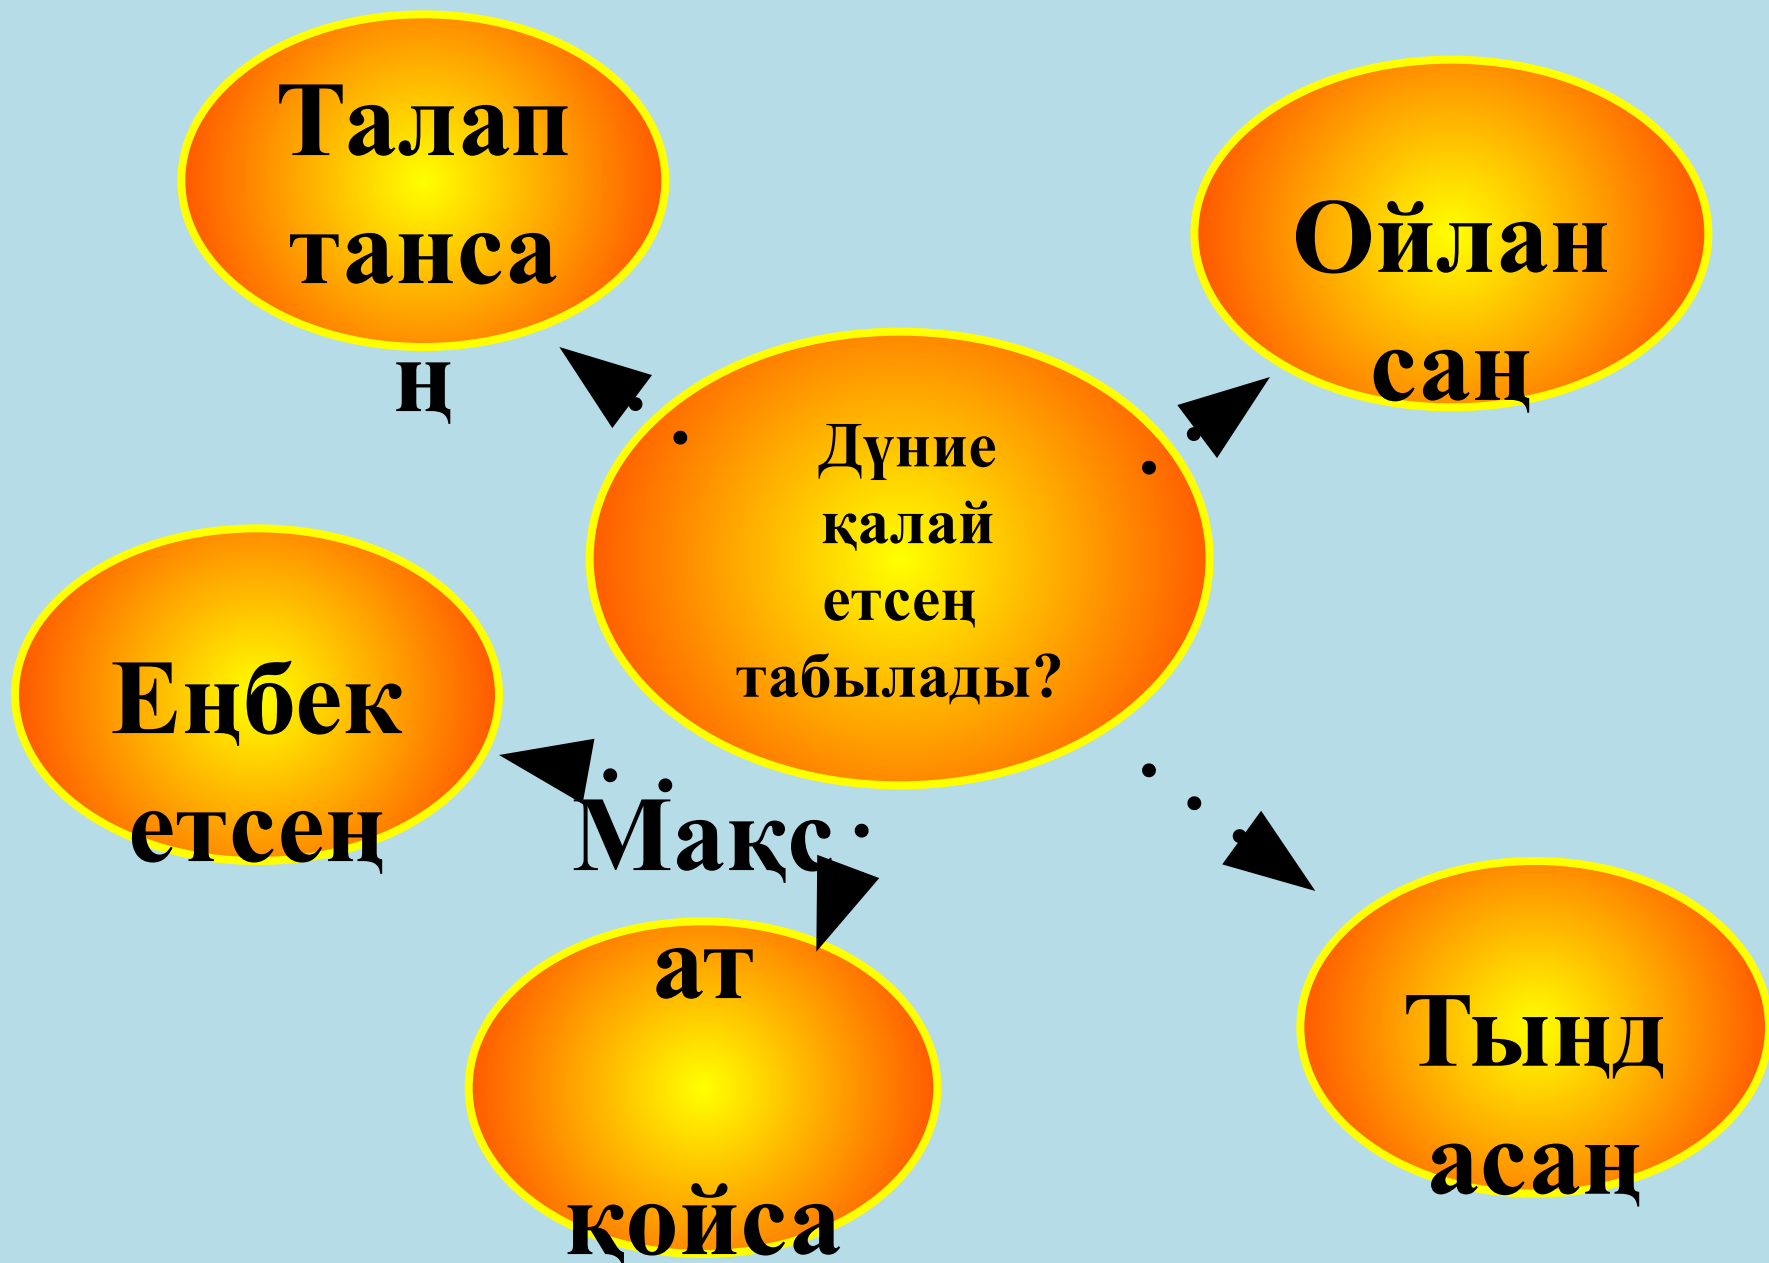 Талап
танса
ң
Ойлан
саң
Дүние
қалай
етсең
табылады?
Еңбек
етсең
Мақс
ат
қойса
Тыңд
асаң